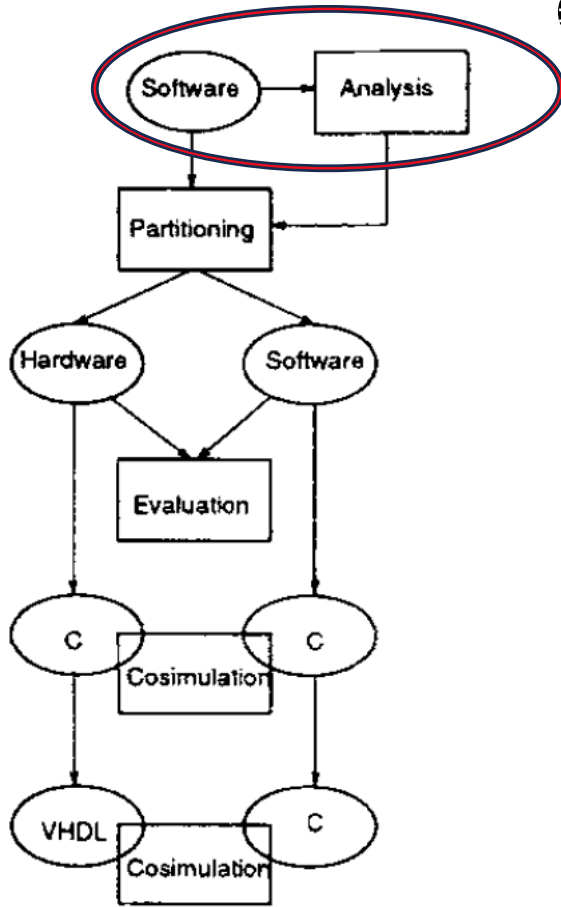 Software
Analysis
Partitioning
Hardware
Software
Evaluation
C
C
Cosimulation
VHDL
C
Cosimulation